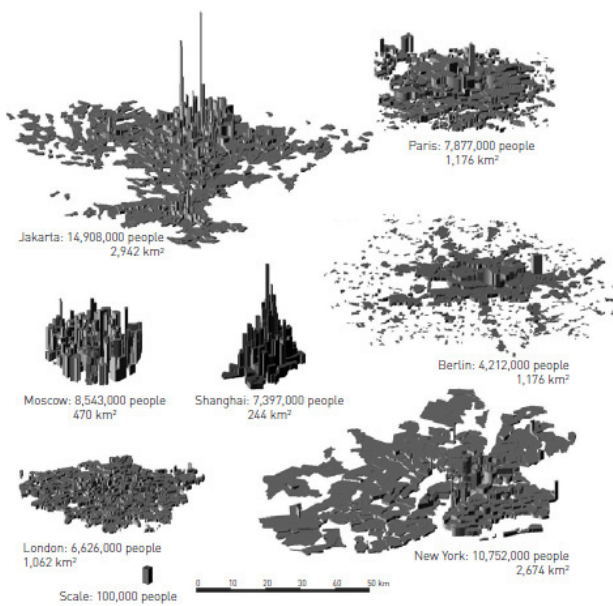 Paris: 7,877,000 people
1,176 km²
Jakarta: 14,908,000 people
2,942 km²
Berlin: 4,212,000 people
1,176 km²
Moscow: 8,543,000 people
470 km²
Shanghai: 7,397,000 people
244 km²
London: 6,626,000 people
1,062 km²
New York: 10,752,000 people
2,674 km²
0 10 20 30 40 50 km
Scale: 100,000 people